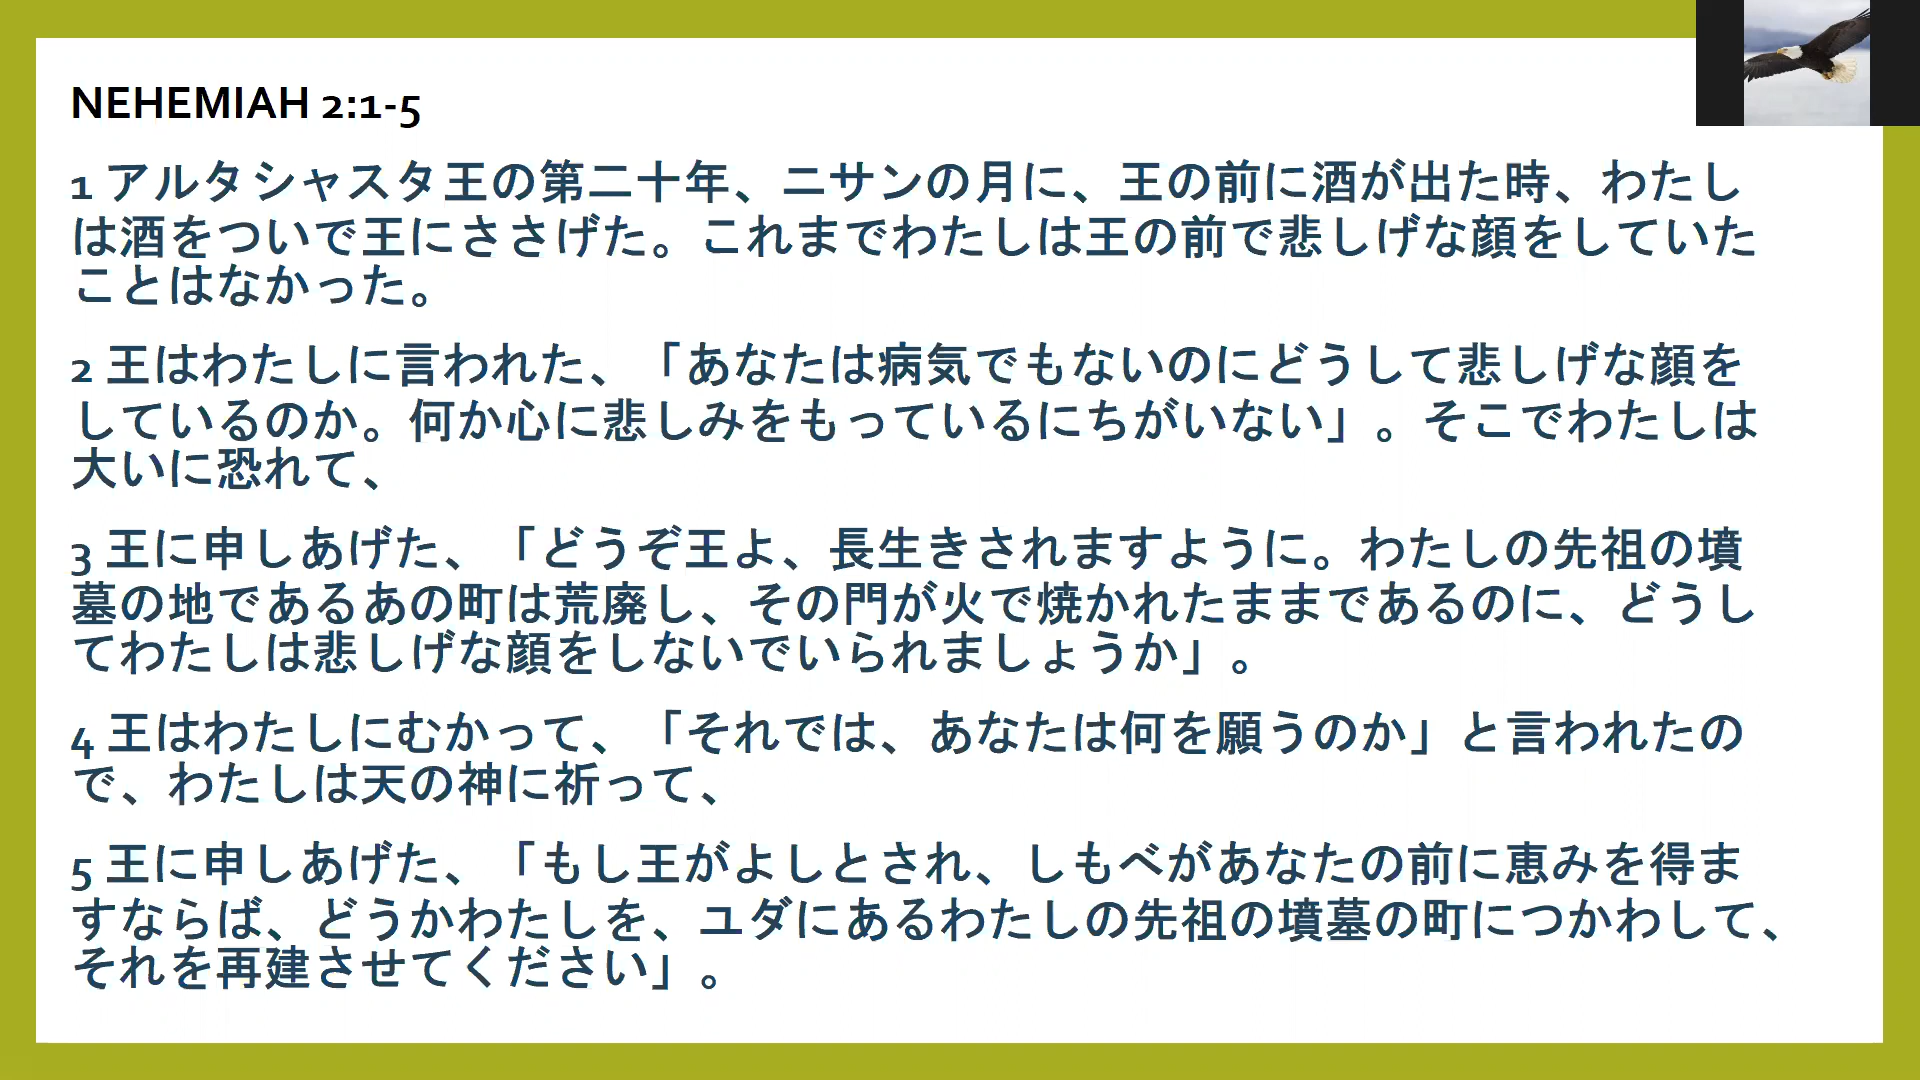 NEHEMIAH 2:1-5
1 アルタシャスタ王の第二十年、ニサンの月に、王の前に酒が出た時、わたし
は酒をついで王にささげた。これまでわたしは王の前で悲しげな顔をしていた
ことはなかった。
2 王はわたしに言われた、「あなたは病気でもないのにどうして悲しげな顔を
しているのか。何か心に悲しみをもっているにちがいない」。そこでわたしは
大いに恐れて、
3 王に申しあげた、「どうぞ王よ、長生きされますように。わたしの先祖の墳
墓の地であるあの町は荒廃し、その門が火で焼かれたままであるのに、どうし
てわたしは悲しげな顔をしないでいられましょうか」。
4 王はわたしにむかって、「それでは、あなたは何を願うのか」と言われたの
で、わたしは天の神に祈って、
5 王に申しあげた、「もし王がよしとされ、しもべがあなたの前に恵みを得ま
すならば、どうかわたしを、ユダにあるわたしの先祖の墳墓の町につかわして、
それを再建させてください」。